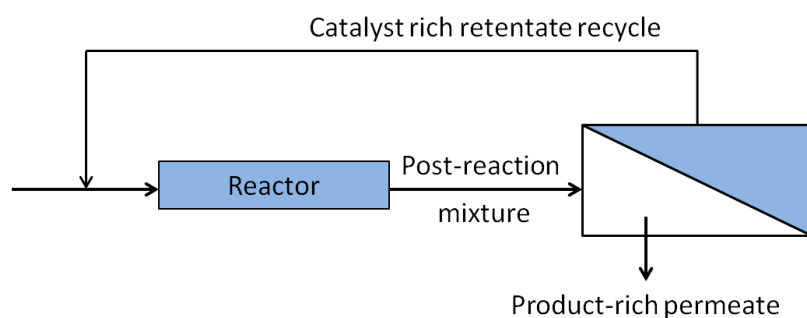 Catalyst rich retentate recycle
Reactor
Post-reaction
mixture
Product-rich permeate